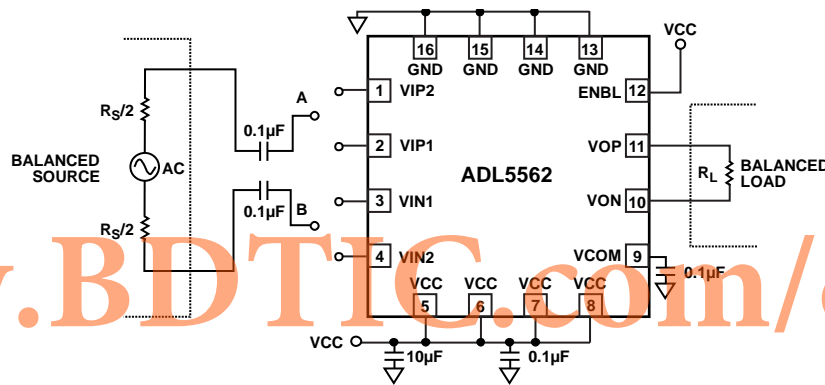 16 15 14 13
GND GND GND GND
VCC
ENBL 12
1 VIP2
A
RS/2
0.1µF
2 VIP1
VOP 11
BALANCED
SOURCE
AC
ADL5562
RL
BALANCED
LOAD
3 VIN1
VON 10
0.1µF
B
RS/2
4 VIN2
VCOM 9
0.1µF
VCC VCC VCC VCC
5 6 7 8
VCC
10µF
0.1µF
.BDTIC.com/